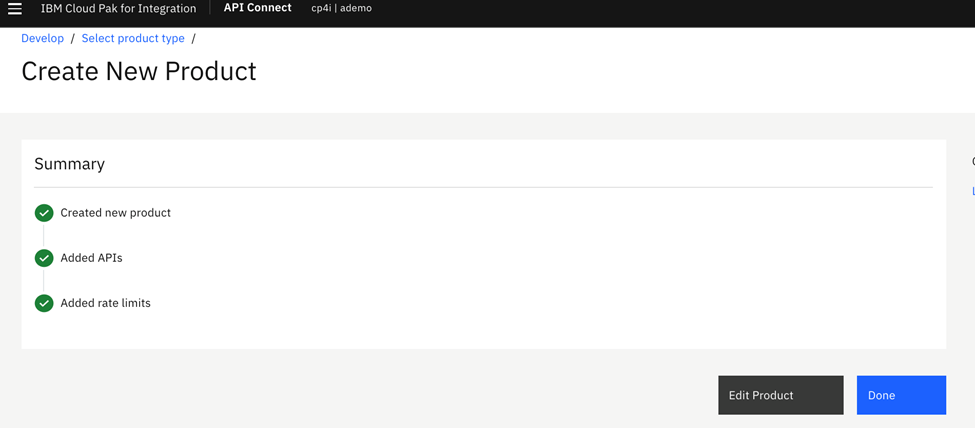 IBM Cloud Pak for Integration API Connect cp4i | ademo
Develop / Select product type /
Create New Product
Summary
Created new product
Added APIs
Added rate limits
Edit Product Done